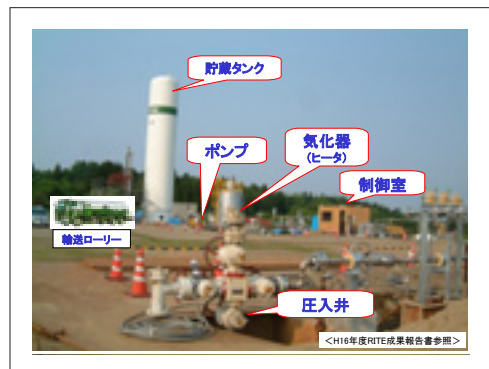 貯蔵タンク
ポンプ
気化器
(ヒータ)
制御室
輸送ローリー
圧入井
<H16年度RITE成果報告書参照>